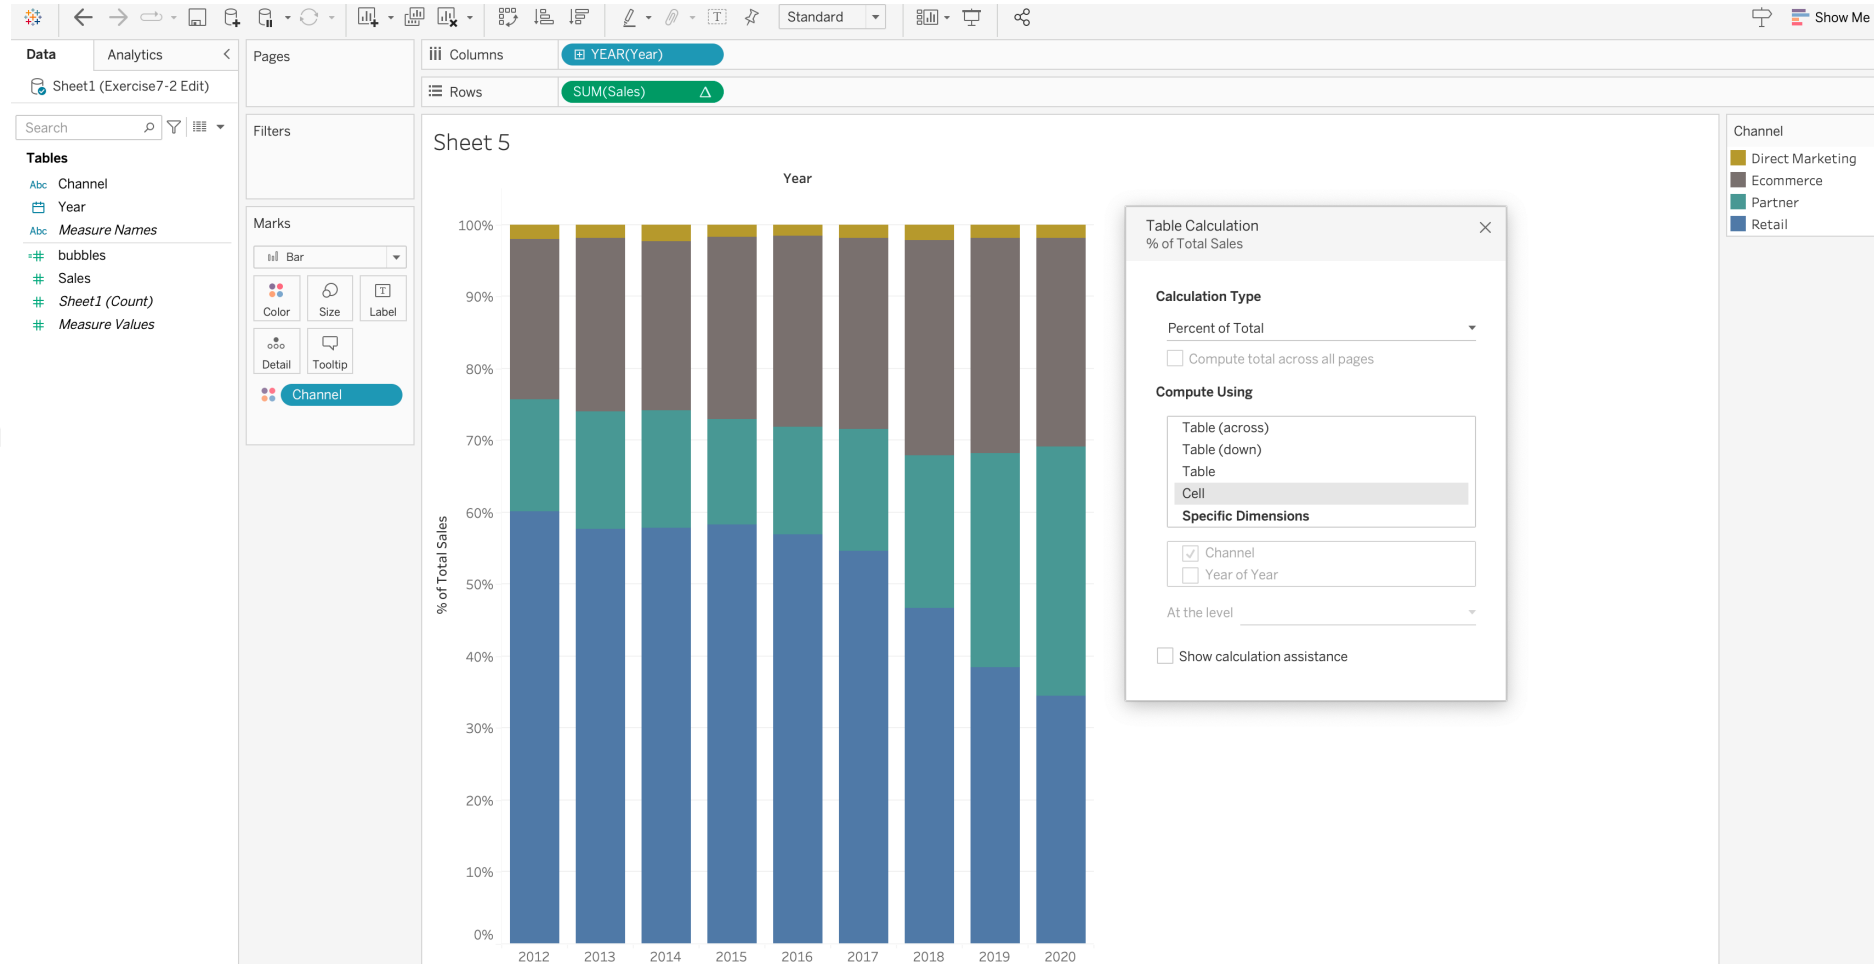 Standard
Show Me
Data
Analytics
Sheet1 (Exercise7-2 Edit)
Search
Tables
Abc Channel
Year
Abc Measure Names
=# bubbles
# Sales
# Sheet1 (Count)
# Measure Values
Pages
Filters
Marks
Bar
Color
Size
Label
Detail
Tooltip
Channel
Columns
YEAR(Year)
Rows
SUM(Sales) Δ
Sheet 5
Year
% of Total Sales
100%
90%
80%
70%
60%
50%
40%
30%
20%
10%
0%
2012 2013 2014 2015 2016 2017 2018 2019 2020
Table Calculation
% of Total Sales
Calculation Type
Percent of Total
Compute total across all pages
Compute Using
Table (across)
Table (down)
Table
Cell
Specific Dimensions
Channel
Year of Year
At the level
Show calculation assistance
Channel
Direct Marketing
Ecommerce
Partner
Retail